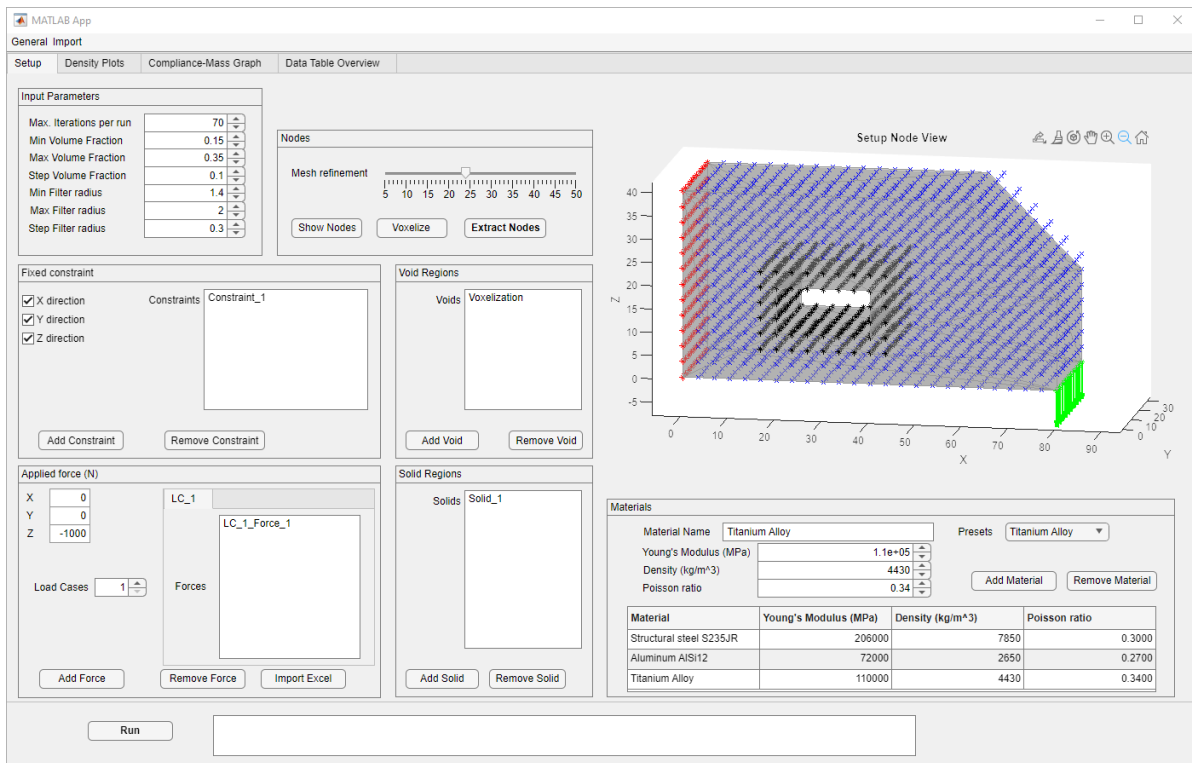 MATLAB App
General Import
Setup Density Plots Compliance-Mass Graph Data Table Overview
Input Parameters
Max. Iterations per run 70
Min Volume Fraction 0.15
Max Volume Fraction 0.35
Step Volume Fraction 0.1
Min Filter radius 1.4
Max Filter radius 2
Step Filter radius 0.3
Nodes
Mesh refinement
5 10 15 20 25 30 35 40 45 50
Show Nodes Voxelize Extract Nodes
Setup Node View
40
35
30
25
20
15
10
5
0
-5
Z
0 10 20 30 40 50 60 70 80 90
X
0 10 20 30
Y
Fixed constraint
X direction
Y direction
Z direction
Constraints Constraint_1
Add Constraint Remove Constraint
Void Regions
Voids Voxelization
Add Void Remove Void
Applied force (N)
X 0
Y 0
Z -1000
Load Cases 1
LC_1
Forces LC_1_Force_1
Add Force Remove Force Import Excel
Solid Regions
Solids Solid_1
Add Solid Remove Solid
Materials
Material Name Titanium Alloy Presets Titanium Alloy
Young's Modulus (MPa) 1.1e+05
Density (kg/m^3) 4430
Poisson ratio 0.34
Add Material Remove Material
Material Young's Modulus (MPa) Density (kg/m^3) Poisson ratio
Structural steel S235JR 206000 7850 0.3000
Aluminum AlSi12 72000 2650 0.2700
Titanium Alloy 110000 4430 0.3400
Run